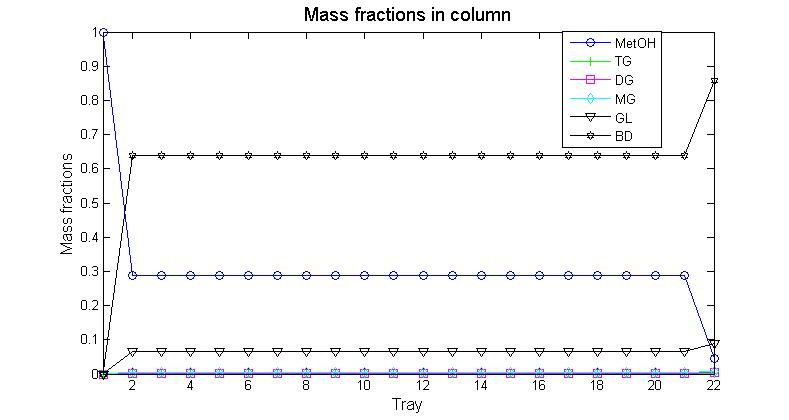 Mass fractions in column
MetOH
TG
DG
MG
GL
BD
1
0.9
0.8
0.7
0.6
0.5
0.4
0.3
0.2
0.1
0
Mass fractions
2 4 6 8 10 12 14 16 18 20 22
Tray